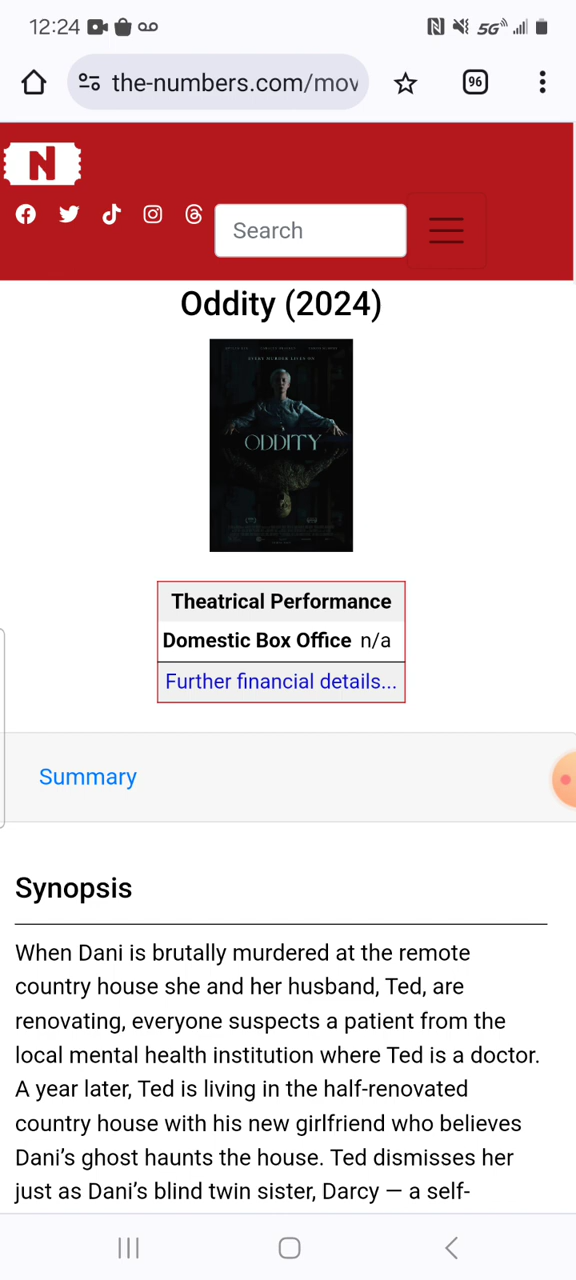 12:24
5G
the-numbers.com/mov
96
N
Search
Oddity (2024)
EVERY MURDER LIVES ON
ODDITY
Theatrical Performance
Domestic Box Office n/a
Further financial details...
Summary
Synopsis
When Dani is brutally murdered at the remote
country house she and her husband, Ted, are
renovating, everyone suspects a patient from the
local mental health institution where Ted is a doctor.
A year later, Ted is living in the half-renovated
country house with his new girlfriend who believes
Dani’s ghost haunts the house. Ted dismisses her
just as Dani’s blind twin sister, Darcy — a self-